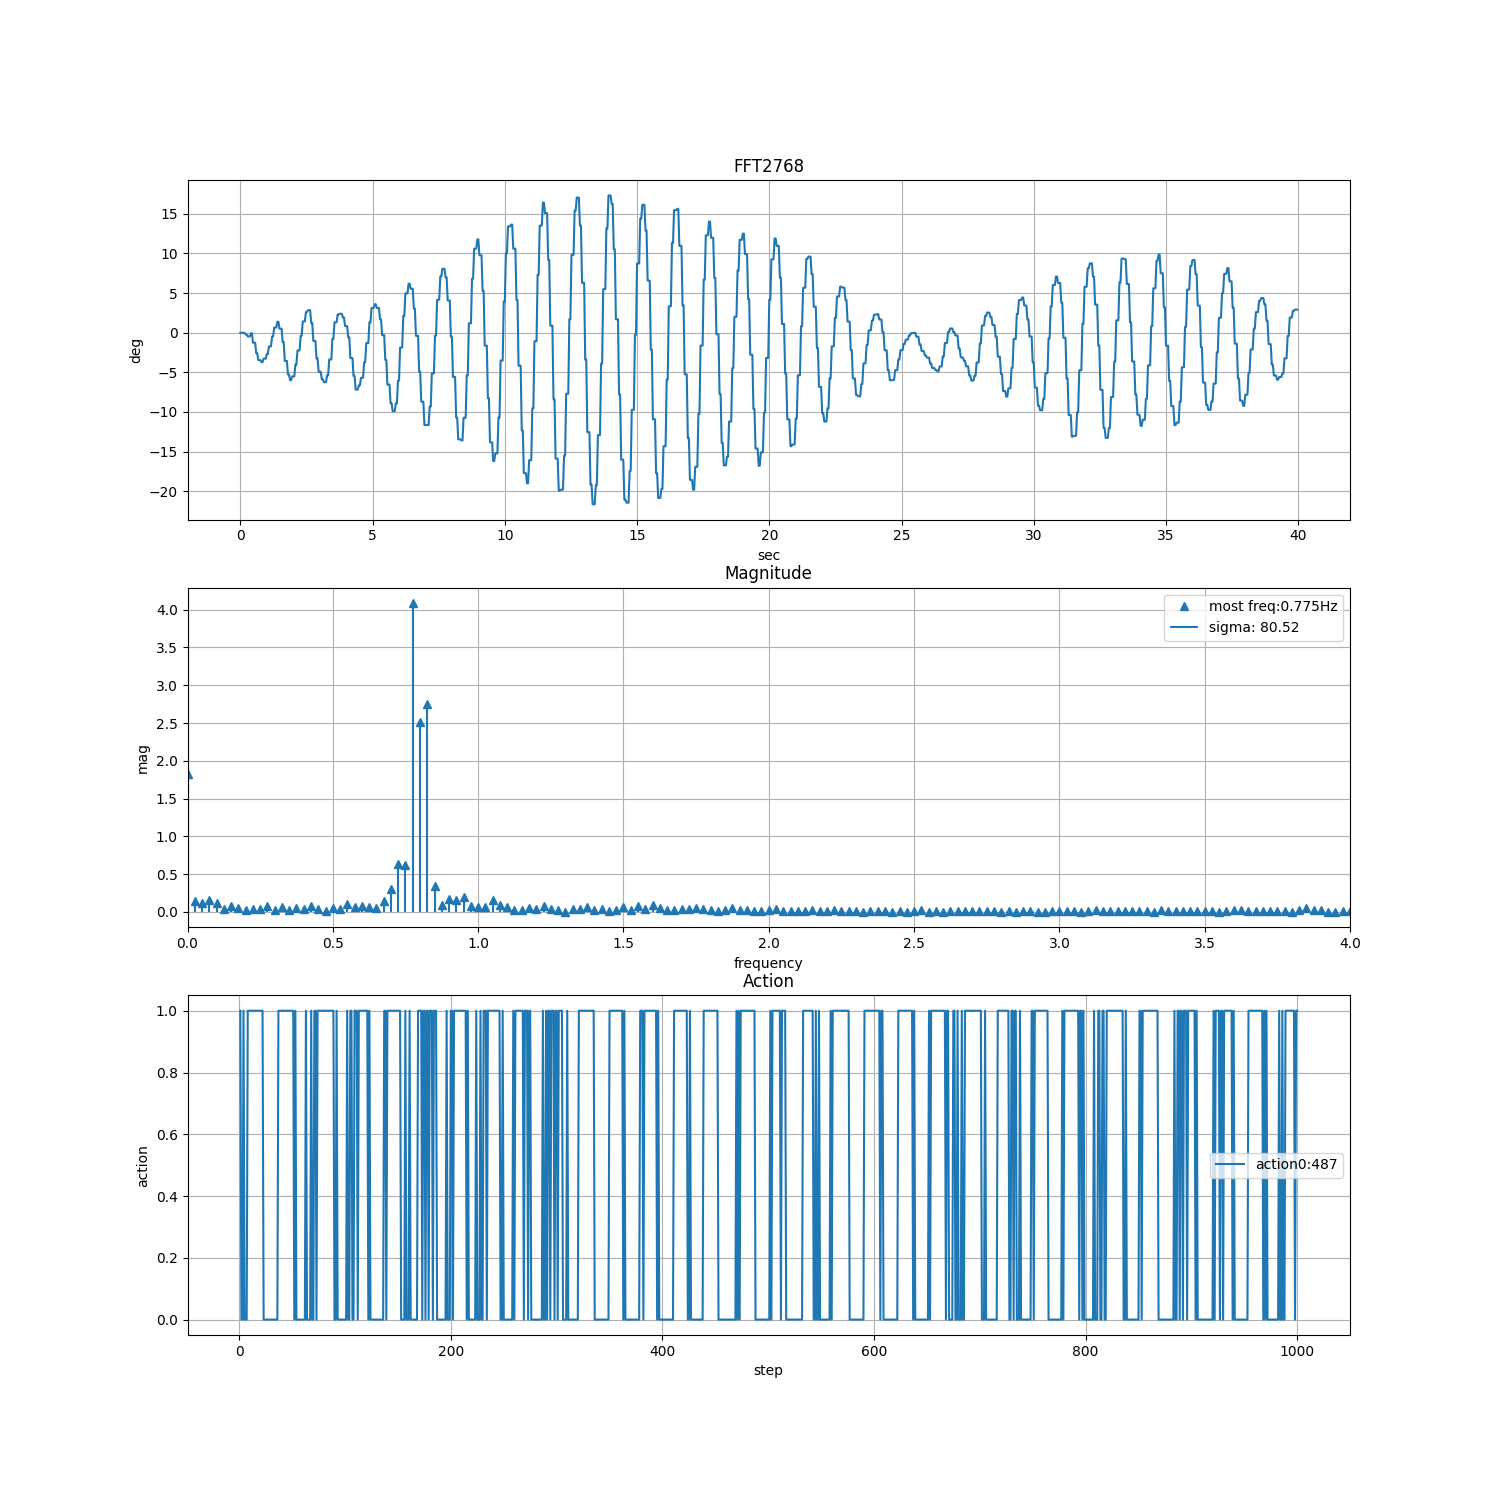 FFT2768
15
10
5
0
−5
−10
−15
−20
deg
0 5 10 15 20 25 30 35 40
sec
Magnitude
4.0
3.5
3.0
2.5
2.0
1.5
1.0
0.5
0.0
mag
most freq:0.775Hz
sigma: 80.52
0.0 0.5 1.0 1.5 2.0 2.5 3.0 3.5 4.0
frequency
Action
1.0
0.8
0.6
0.4
0.2
0.0
action
action0:487
0 200 400 600 800 1000
step